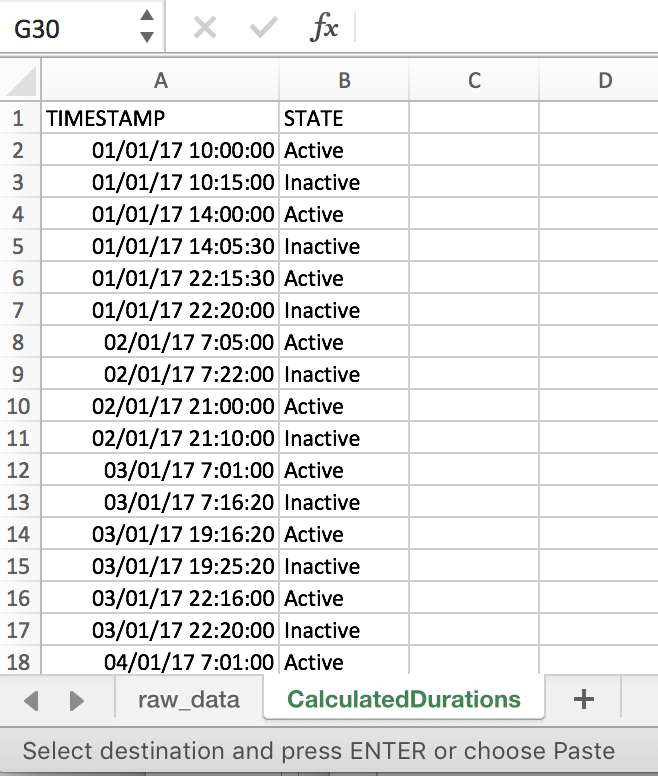 G30 fx
A B C D
1 TIMESTAMP STATE
2 01/01/17 10:00:00 Active
3 01/01/17 10:15:00 Inactive
4 01/01/17 14:00:00 Active
5 01/01/17 14:05:30 Inactive
6 01/01/17 22:15:30 Active
7 01/01/17 22:20:00 Inactive
8 02/01/17 7:05:00 Active
9 02/01/17 7:22:00 Inactive
10 02/01/17 21:00:00 Active
11 02/01/17 21:10:00 Inactive
12 03/01/17 7:01:00 Active
13 03/01/17 7:16:20 Inactive
14 03/01/17 19:16:20 Active
15 03/01/17 19:25:20 Inactive
16 03/01/17 22:16:00 Active
17 03/01/17 22:20:00 Inactive
18 04/01/17 7:01:00 Active
raw_data CalculatedDurations +
Select destination and press ENTER or choose Paste